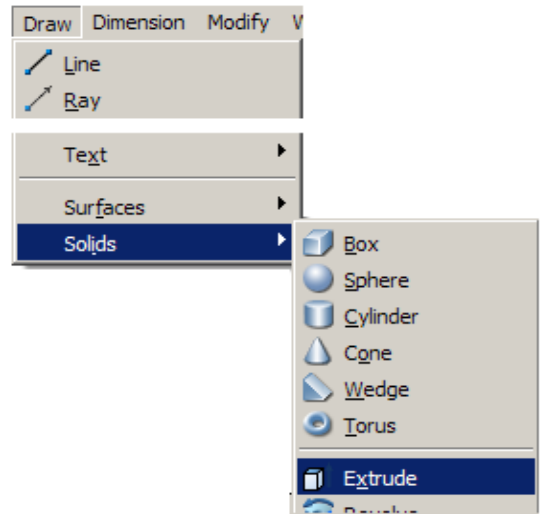 Draw Dimension Modify
Line
Ray
Text
Surfaces
Solids
Box
Sphere
Cylinder
Cone
Wedge
Torus
Extrude